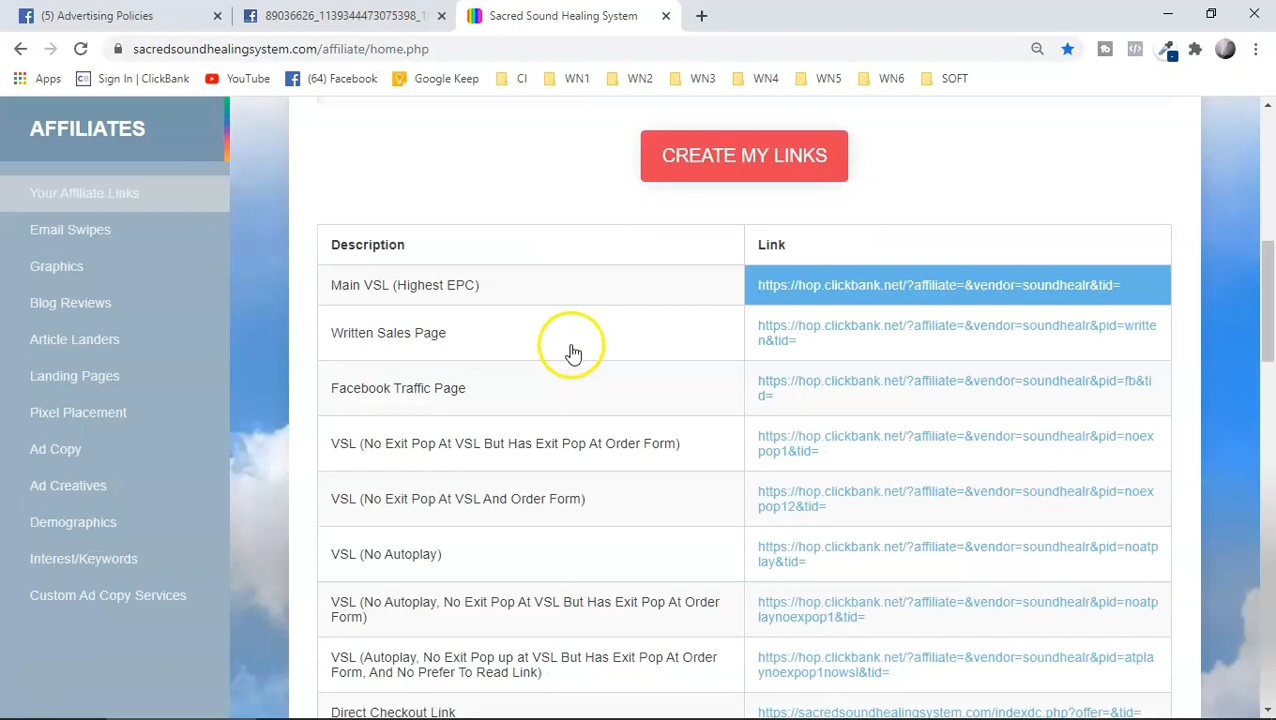 (5) Advertising Policies
89036626_1139344473075398_1
Sacred Sound Healing System
sacredsoundhealingsystem.com/affiliate/home.php
Apps
Sign In | ClickBank
YouTube
(64) Facebook
Google Keep
CI
WN1
WN2
WN3
WN4
WN5
WN6
SOFT
AFFILIATES
Your Affiliate Links
Email Swipes
Graphics
Blog Reviews
Article Landers
Landing Pages
Pixel Placement
Ad Copy
Ad Creatives
Demographics
Interest/Keywords
Custom Ad Copy Services
CREATE MY LINKS
Description
Link
Main VSL (Highest EPC)
https://hop.clickbank.net/?affiliate=&vendor=soundhealr&tid=
Written Sales Page
https://hop.clickbank.net/?affiliate=&vendor=soundhealr&pid=writte
n&tid=
Facebook Traffic Page
https://hop.clickbank.net/?affiliate=&vendor=soundhealr&pid=fb&ti
d=
VSL (No Exit Pop At VSL But Has Exit Pop At Order Form)
https://hop.clickbank.net/?affiliate=&vendor=soundhealr&pid=noex
pop1&tid=
VSL (No Exit Pop At VSL And Order Form)
https://hop.clickbank.net/?affiliate=&vendor=soundhealr&pid=noex
pop12&tid=
VSL (No Autoplay)
https://hop.clickbank.net/?affiliate=&vendor=soundhealr&pid=noatp
lay&tid=
VSL (No Autoplay, No Exit Pop At VSL But Has Exit Pop At Order
Form)
https://hop.clickbank.net/?affiliate=&vendor=soundhealr&pid=noatp
laynoexpop1&tid=
VSL (Autoplay, No Exit Pop up at VSL But Has Exit Pop At Order
Form, And No Prefer To Read Link)
https://hop.clickbank.net/?affiliate=&vendor=soundhealr&pid=atpla
ynoexpop1nowsl&tid=
Direct Checkout Link
https://sacredsoundhealingsystem.com/indexdc.php?offer=&tid=